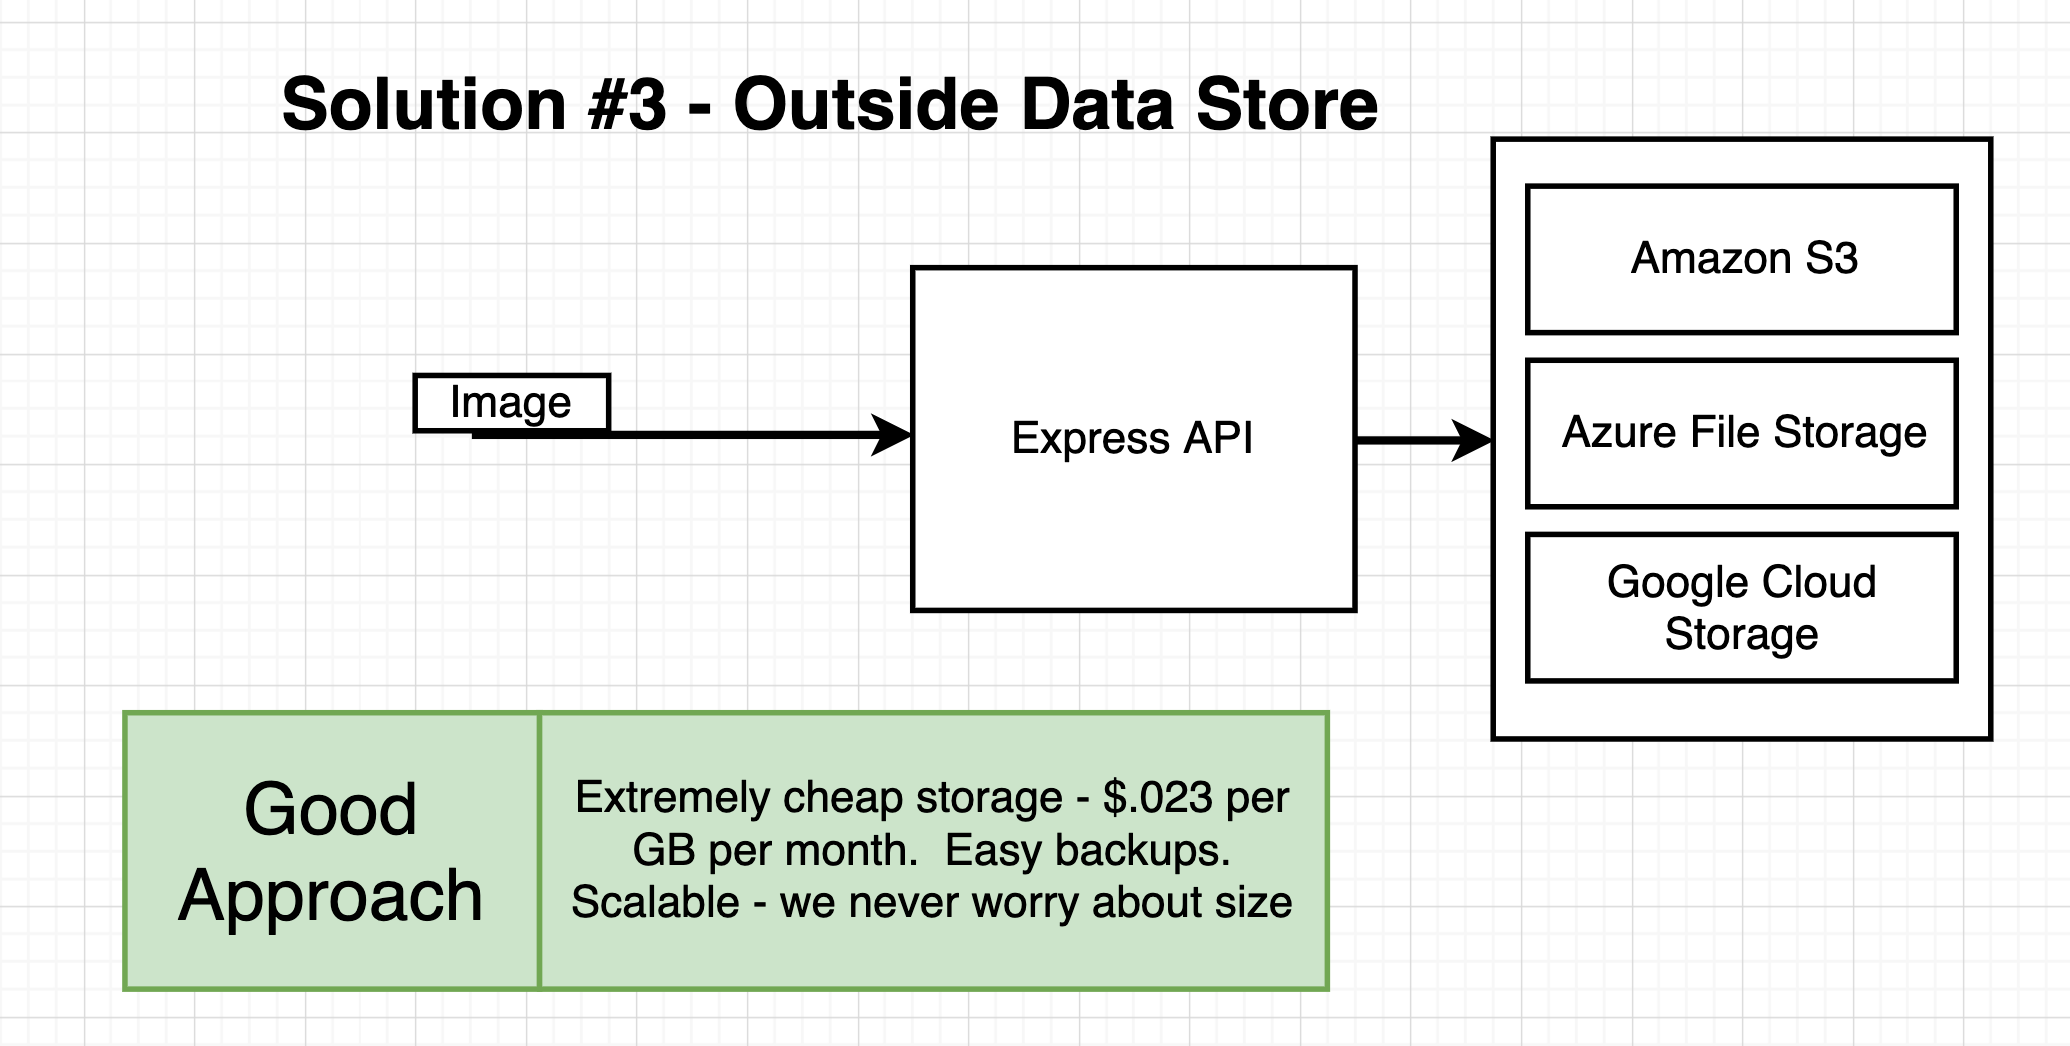 Solution #3 - Outside Data Store
Amazon S3
Image
Express API
Azure File Storage
Google Cloud
Storage
Good
Approach
Extremely cheap storage - $.023 per
GB per month.  Easy backups.
Scalable - we never worry about size